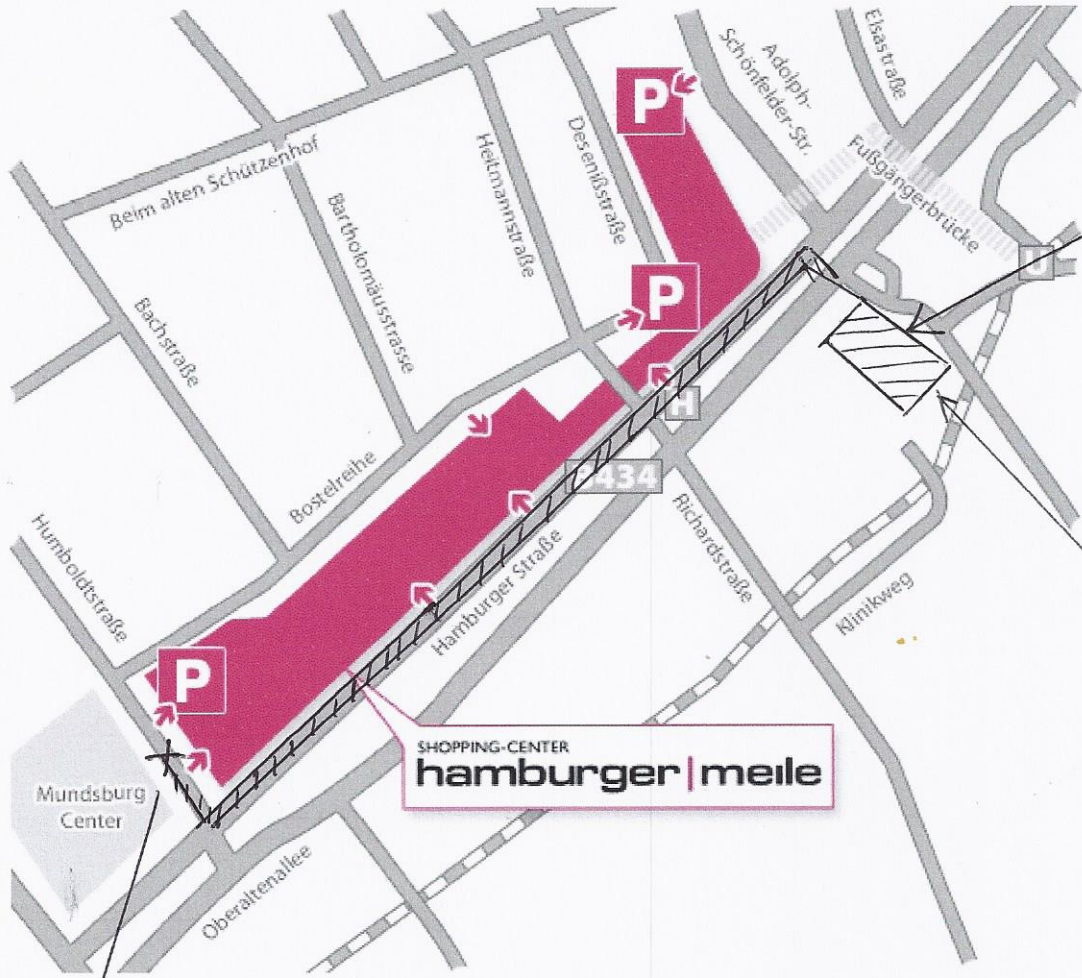 Elsastraße
Adolph-
Schönfelder-Str.
P
Fußgängerbrücke
Desenißstraße
Heitmannstraße
Beim alten Schützenhof
Bartholomäusstrasse
U
P
Bachstraße
H
434
Bostelreihe
Richardstraße
Humboldtstraße
Hamburger Straße
Klinikweg
P
SHOPPING-CENTER
hamburger|meile
Mundsburg
Center
Oberaltenallee